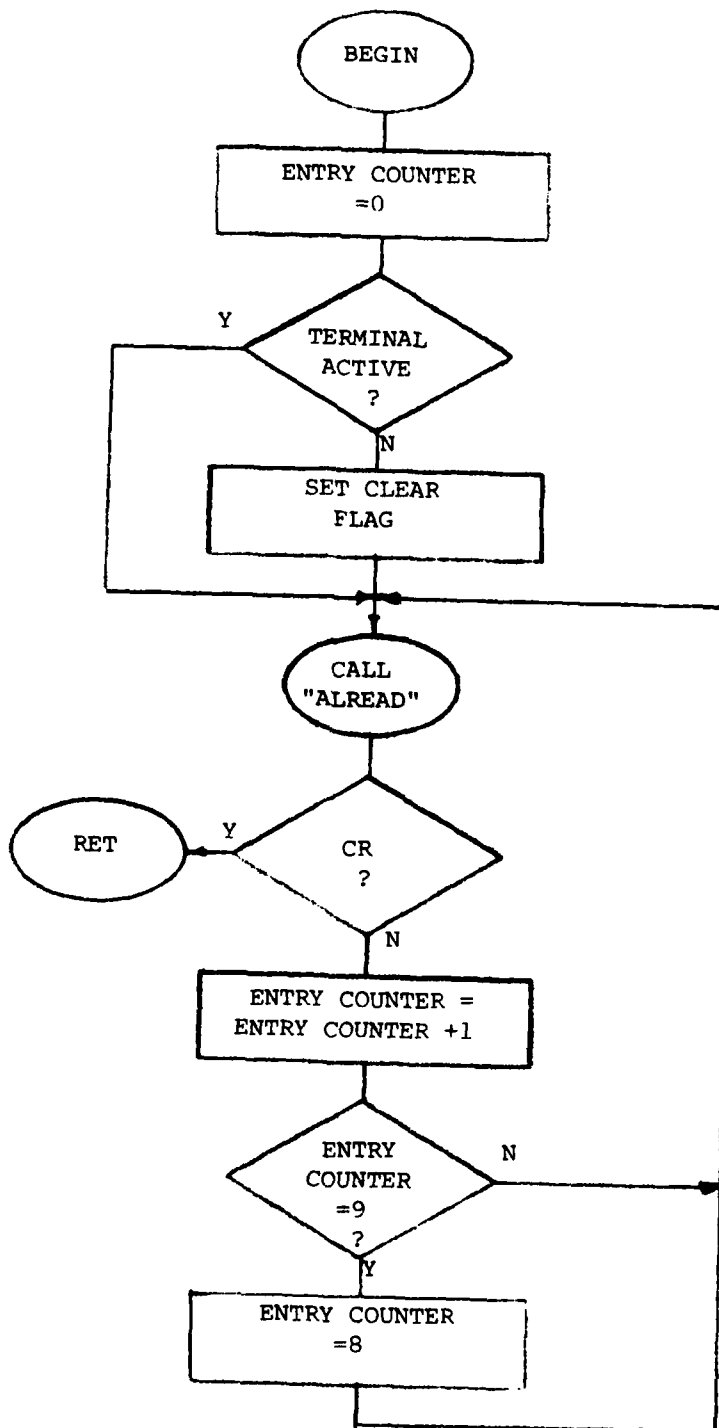 BEGIN
ENTRY COUNTER
=0
Y
TERMINAL
ACTIVE
?
N
SET CLEAR
FLAG
CALL
"ALREAD"
RET
Y
CR
?
N
ENTRY COUNTER =
ENTRY COUNTER +1
ENTRY
COUNTER
=9
?
N
Y
ENTRY COUNTER
=8